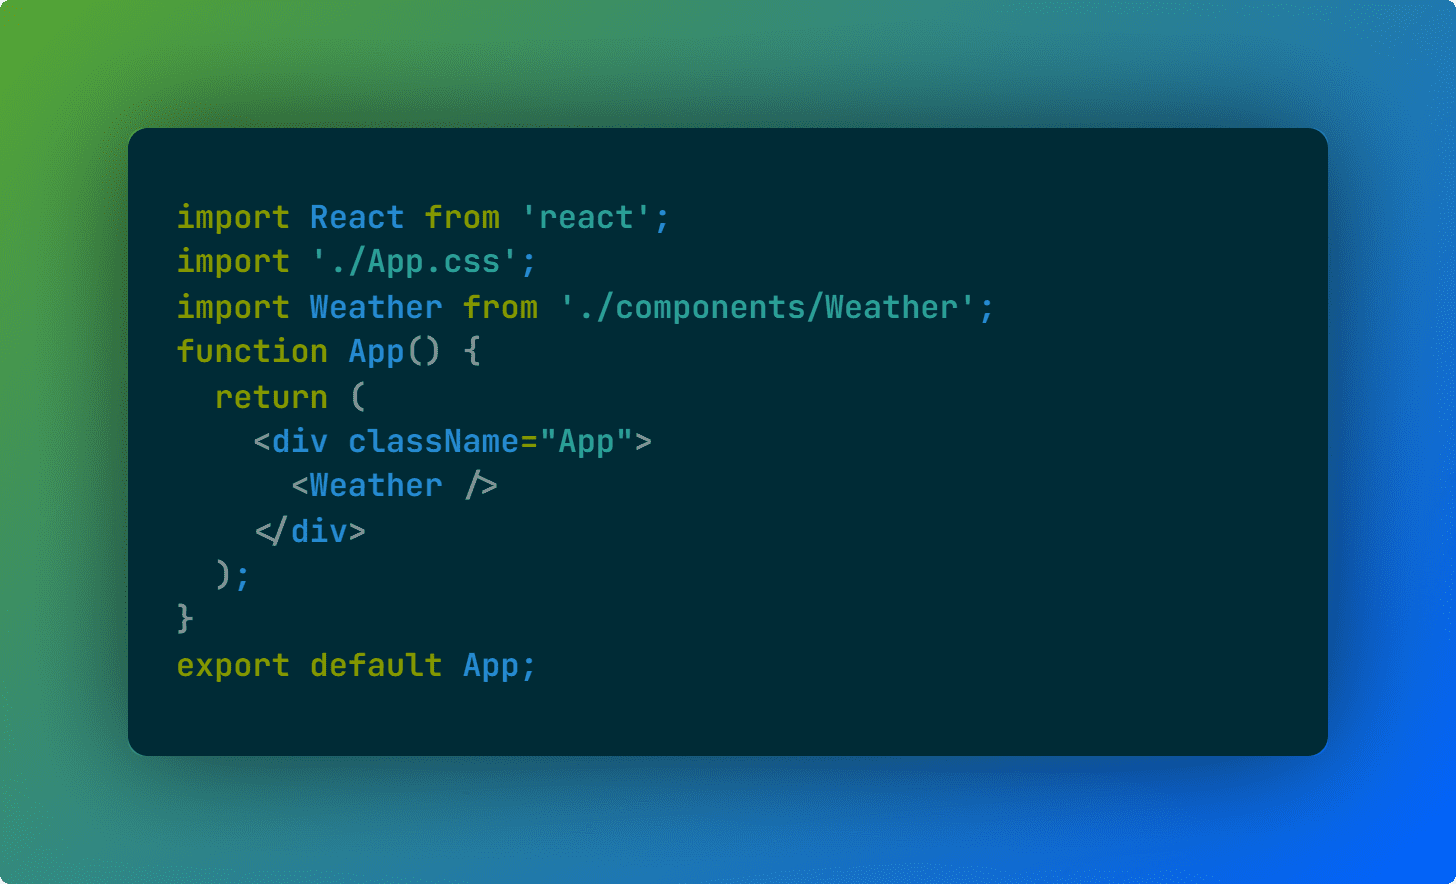 import React from 'react';
import './App.css';
import Weather from './components/Weather';
function App() {
  return (
    <div className="App">
      <Weather />
    </div>
  );
}
export default App;